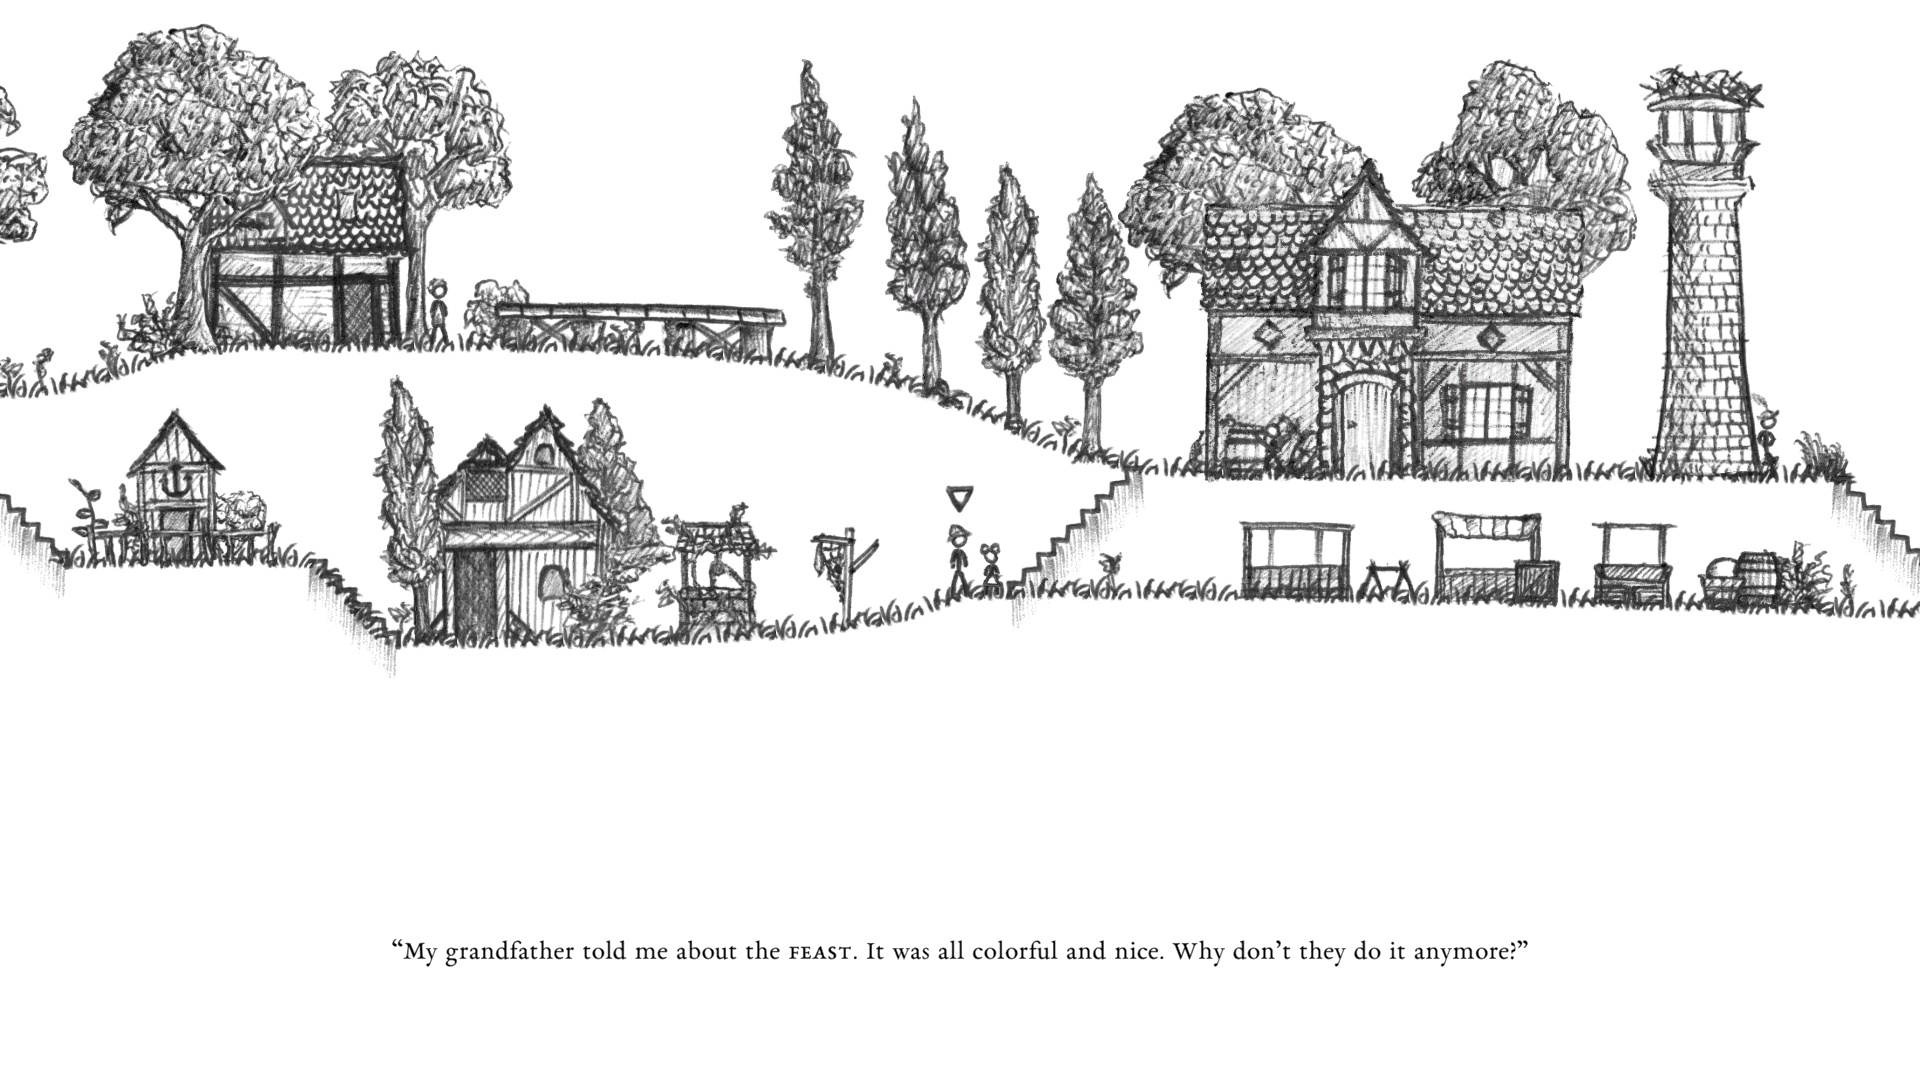 “My grandfather told me about the FEAST. It was all colorful and nice. Why don’t they do it anymore?”